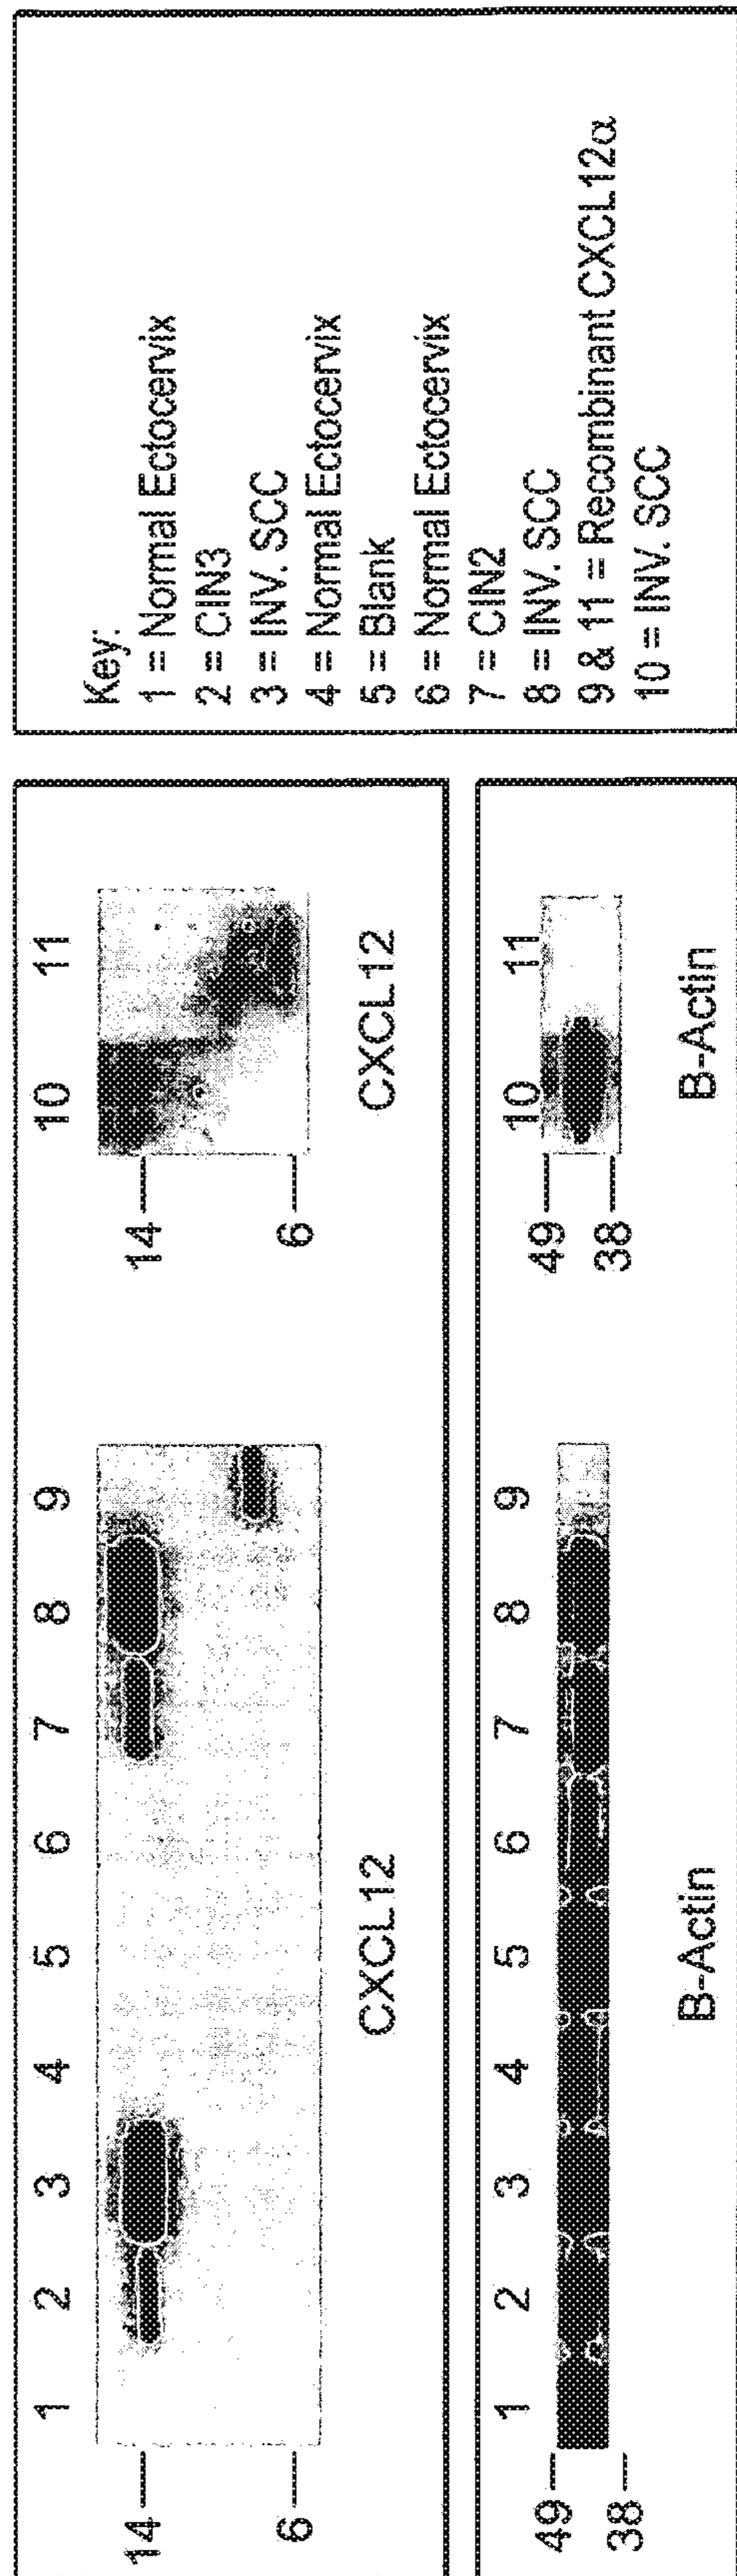 1 2 3 4 5 6 7 8 9
14
6
CXCL12
10 11
14
6
CXCL12
1 2 3 4 5 6 7 8 9
49
38
B-Actin
10 11
49
38
B-Actin
Key:
1 = Normal Ectocervix
2 = CIN3
3 = INV. SCC
4 = Normal Ectocervix
5 = Blank
6 = Normal Ectocervix
7 = CIN2
8 = INV. SCC
9 & 11 = Recombinant CXCL12α
10 = INV. SCC